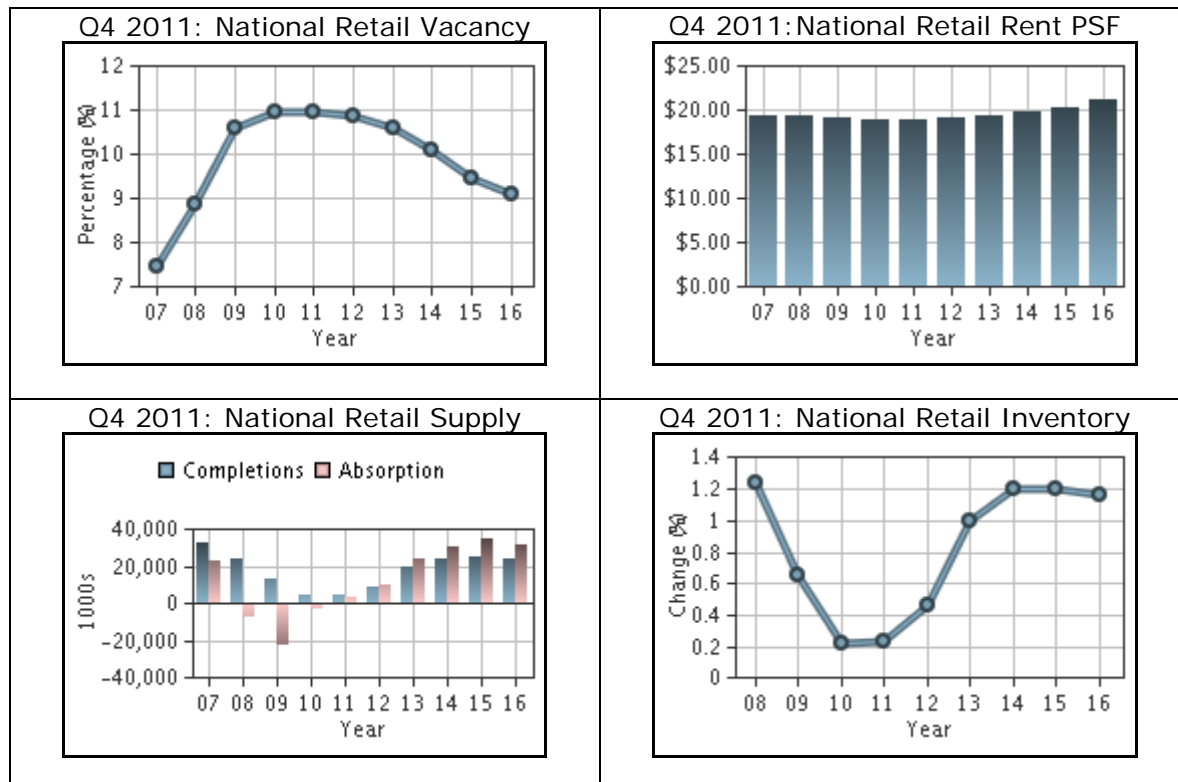 Q4 2011: National Retail Vacancy
12
11
10
9
8
7
Percentage (%)
07 08 09 10 11 12 13 14 15 16
Year
Q4 2011:National Retail Rent PSF
$25.00
$20.00
$15.00
$10.00
$5.00
$0.00
07 08 09 10 11 12 13 14 15 16
Year
Q4 2011: National Retail Supply
Completions Absorption
40,000
20,000
0
-20,000
-40,000
1000s
07 08 09 10 11 12 13 14 15 16
Year
Q4 2011: National Retail Inventory
1.4
1.2
1
0.8
0.6
0.4
0.2
0
Change (%)
08 09 10 11 12 13 14 15 16
Year